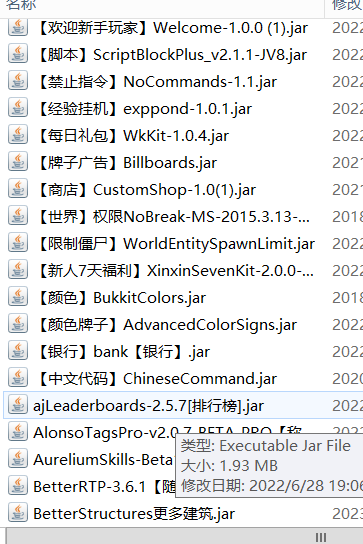 名称
修改
【欢迎新手玩家】Welcome-1.0.0 (1).jar 2022
【脚本】ScriptBlockPlus_v2.1.1-JV8.jar 2022
【禁止指令】NoCommands-1.1.jar 2022
【经验挂机】exppond-1.0.1.jar 2022
【每日礼包】WkKit-1.0.4.jar 2022
【牌子广告】Billboards.jar 2021
【商店】CustomShop-1.0(1).jar 2022
【世界】权限NoBreak-MS-2015.3.13-... 2018
【限制僵尸】WorldEntitySpawnLimit.jar 2022
【新人7天福利】XinxinSevenKit-2.0.0-... 2022
【颜色】BukkitColors.jar 2018
【颜色牌子】AdvancedColorSigns.jar 2022
【银行】bank【银行】.jar 2022
【中文代码】ChineseCommand.jar 2020
ajLeaderboards-2.5.7[排行榜].jar 2022
AlonsoTagsPro-v2.0.7-BETA-PRO【称
AureliumSkills-Beta
BetterRTP-3.6.1【随
BetterStructures更多建筑.jar 2023
类型: Executable Jar File
大小: 1.93 MB
修改日期: 2022/6/28 19:06